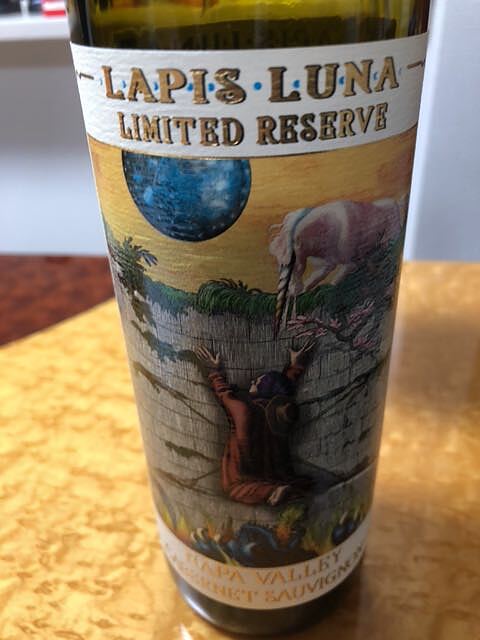 LAPIS · LUNA
LIMITED RESERVE
NAPA VALLEY
CABERNET SAUVIGNON